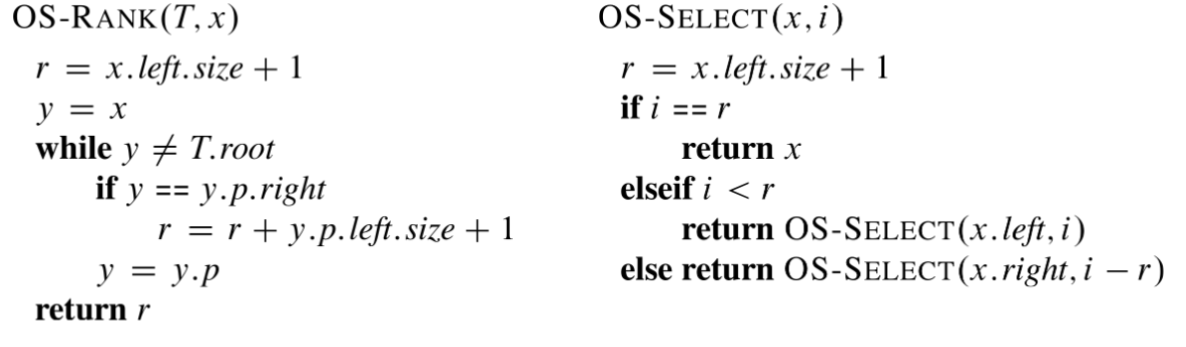 OS-RANK(T, x)
r = x.left.size + 1
y = x
while y ≠ T.root
if y == y.p.right
r = r + y.p.left.size + 1
y = y.p
return r
OS-SELECT(x, i)
r = x.left.size + 1
if i == r
return x
elseif i < r
return OS-SELECT(x.left, i)
else return OS-SELECT(x.right, i − r)